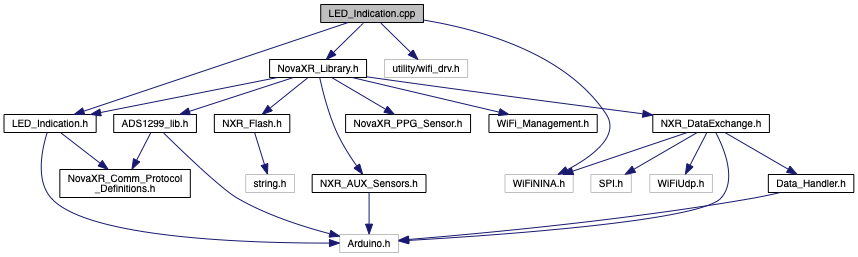 LED_Indication.cpp
NovaXR_Library.h
utility/wifi_drv.h
LED_Indication.h
ADS1299_lib.h
NXR_Flash.h
NovaXR_PPG_Sensor.h
WiFi_Management.h
NXR_DataExchange.h
NovaXR_Comm_Protocol
_Definitions.h
string.h
NXR_AUX_Sensors.h
WiFiNINA.h
SPI.h
WiFiUdp.h
Data_Handler.h
Arduino.h